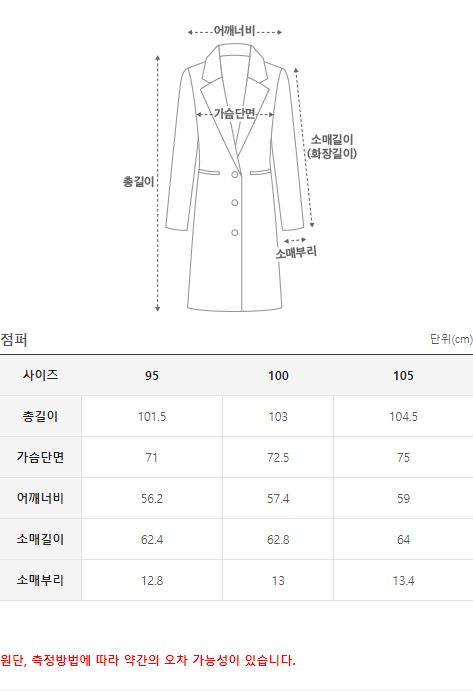 어깨너비
가슴단면
소매길이
(화장길이)
총길이
소매부리
점퍼 단위(cm)
사이즈 95 100 105
총길이 101.5 103 104.5
가슴단면 71 72.5 75
어깨너비 56.2 57.4 59
소매길이 62.4 62.8 64
소매부리 12.8 13 13.4
원단, 측정방법에 따라 약간의 오차 가능성이 있습니다.